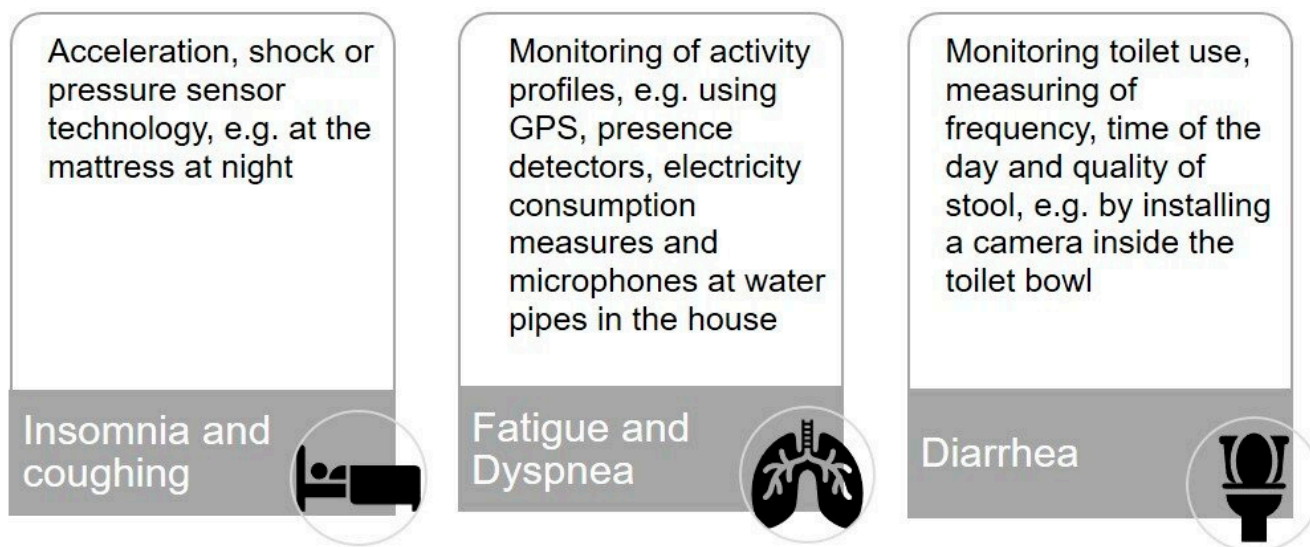 Acceleration, shock or
pressure sensor
technology, e.g. at the
mattress at night
Insomnia and
coughing
Monitoring of activity
profiles, e.g. using
GPS, presence
detectors, electricity
consumption
measures and
microphones at water
pipes in the house
Fatigue and
Dyspnea
Monitoring toilet use,
measuring of
frequency, time of the
day and quality of
stool, e.g. by installing
a camera inside the
toilet bowl
Diarrhea